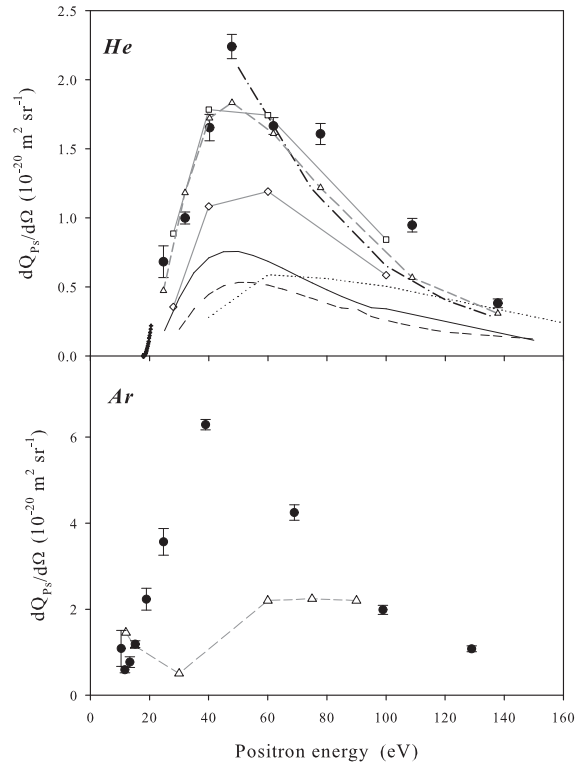 He
dQPs/dΩ (10⁻²⁰ m² sr⁻¹)
2.5
2.0
1.5
1.0
0.5
0.0
Ar
dQPs/dΩ (10⁻²⁰ m² sr⁻¹)
6
4
2
0
0 20 40 60 80 100 120 140 160
Positron energy (eV)